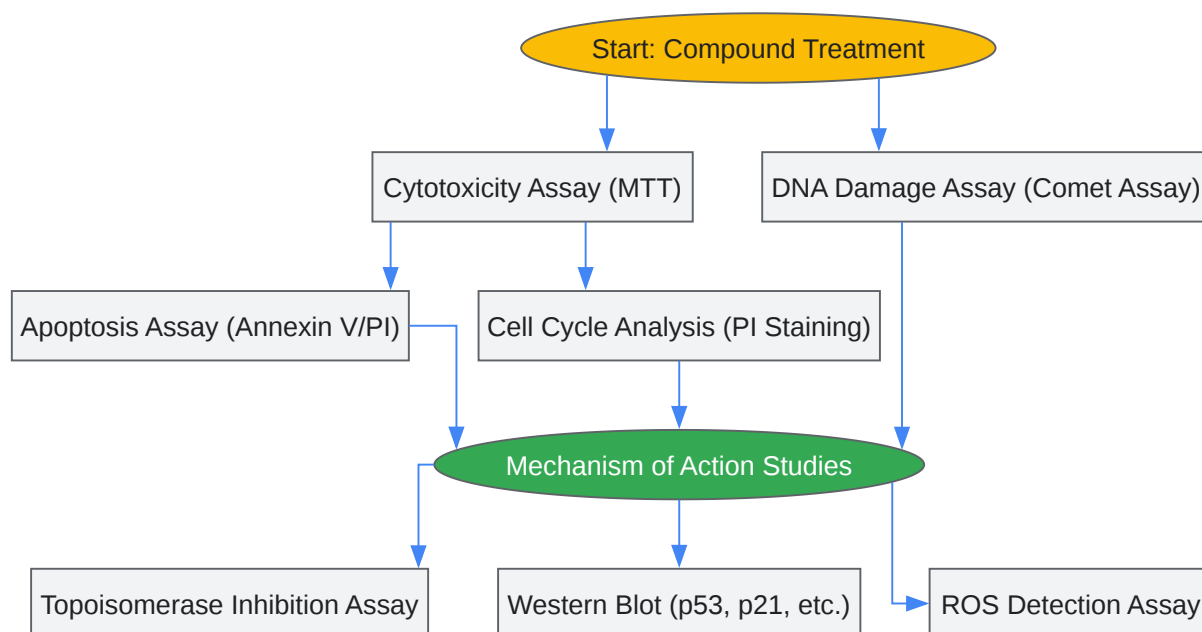 Start: Compound Treatment
Cytotoxicity Assay (MTT)
DNA Damage Assay (Comet Assay)
Apoptosis Assay (Annexin V/PI)
Cell Cycle Analysis (PI Staining)
Mechanism of Action Studies
Topoisomerase Inhibition Assay
Western Blot (p53, p21, etc.)
ROS Detection Assay